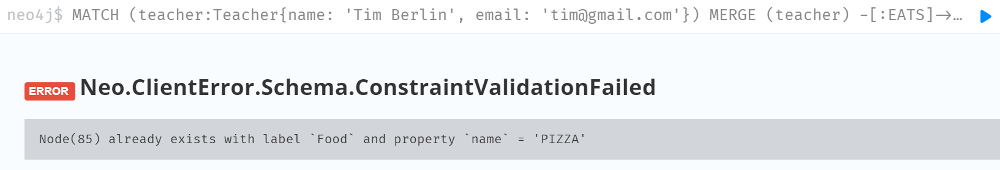 neo4j$ MATCH (teacher:Teacher{name: 'Tim Berlin', email: 'tim@gmail.com'}) MERGE (teacher) -[:EATS]->…
ERROR Neo.ClientError.Schema.ConstraintValidationFailed
Node(85) already exists with label `Food` and property `name` = 'PIZZA'